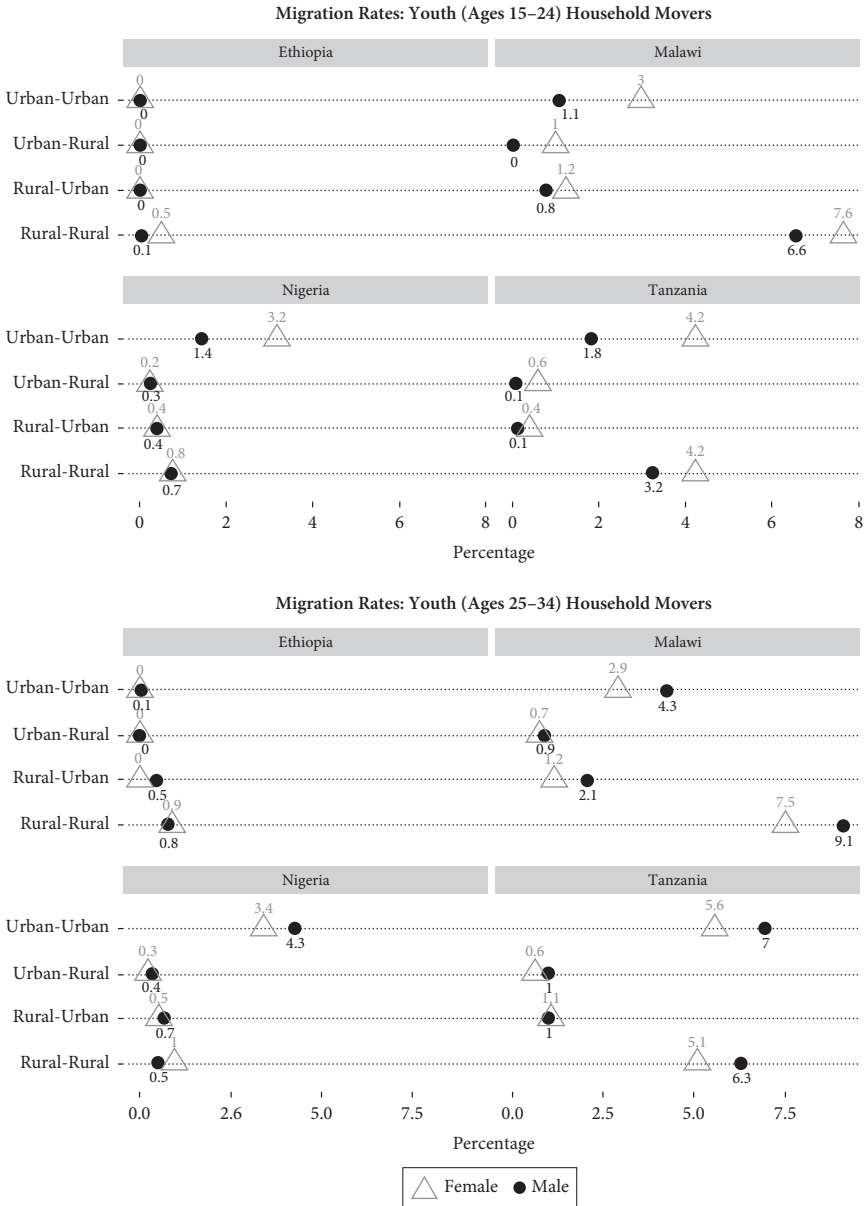 Migration Rates: Youth (Ages 15–24) Household Movers
Ethiopia Malawi
0 3
Urban-Urban
0 1.1
0 1
Urban-Rural
0 0
0 1.2
Rural-Urban
0 0.8
0.5 7.6
Rural-Rural
0.1 6.6
Nigeria Tanzania
3.2 4.2
Urban-Urban
1.4 1.8
0.2 0.6
Urban-Rural
0.3 0.1
0.4 0.4
Rural-Urban
0.4 0.1
0.8 4.2
Rural-Rural
0.7 3.2
0 2 4 6 8 0 2 4 6 8
Percentage
Migration Rates: Youth (Ages 25–34) Household Movers
Ethiopia Malawi
0 2.9
Urban-Urban
0.1 4.3
0 0.7
Urban-Rural
0 0.9
0 1.2
Rural-Urban
0.5 2.1
0.9 7.5
Rural-Rural
0.8 9.1
Nigeria Tanzania
3.4 5.6
Urban-Urban
4.3 7
0.3 0.6
Urban-Rural
0.4 1
0.5 1.1
Rural-Urban
0.7 1
1 5.1
Rural-Rural
0.5 6.3
0.0 2.6 5.0 7.5 0.0 2.5 5.0 7.5
Percentage
Female Male